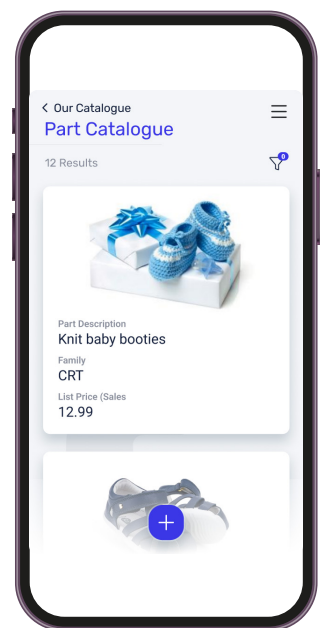 Our Catalogue
Part Catalogue
12 Results
0
Part Description
Knit baby booties
Family
CRT
List Price (Sales
12.99